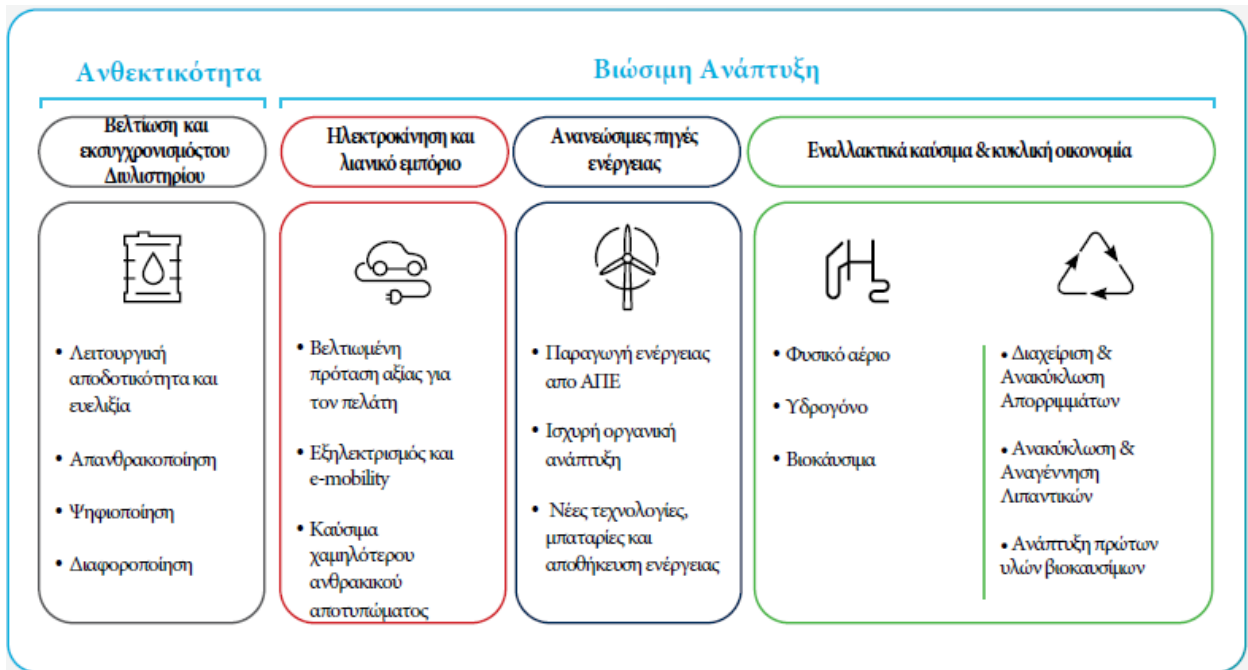 Ανθεκτικότητα
Βιώσιμη Ανάπτυξη
Βελτίωση και
εκσυγχρονισμόςτου
Διυλιστηρίου
Ηλεκτροκίνηση και
λιανικό εμπόριο
Ανανεώσιμες πηγές
ενέργειας
Εναλλακτικά καύσιμα & κυκλική οικονομία
• Λειτουργική
αποδοτικότητα και
ευελιξία
• Απανθρακοποίηση
• Ψηφιοποίηση
• Διαφοροποίηση
• Βελτιωμένη
πρόταση αξίας για
τον πελάτη
• Εξηλεκτρισμός και
e-mobility
• Καύσιμα
χαμηλότερου
ανθρακικού
αποτυπώματος
• Παραγωγή ενέργειας
απο ΑΠΕ
• Ισχυρή οργανική
ανάπτυξη
• Νέες τεχνολογίες,
μπαταρίες και
αποθήκευση ενέργειας
• Φυσικό αέριο
• Υδρογόνο
• Βιοκάυσιμα
• Διαχείριση &
Ανακύκλωση
Απορριμμάτων
• Ανακύκλωση &
Αναγέννηση
Λιπαντικών
• Ανάπτυξη πρώτων
υλών βιοκαυσίμων